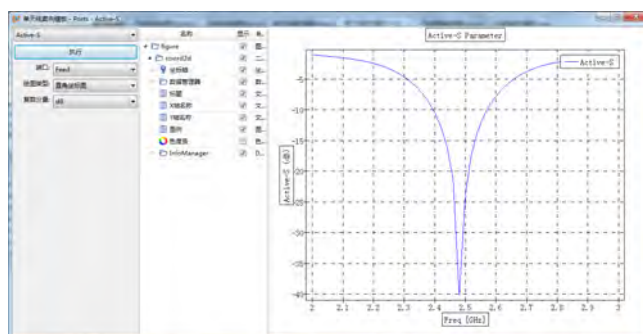 Ports - Active-S
Active-S
执行
端口: Feed
绘图类型: 直角坐标图
复数分量: dB
名称 显示
figure
coord2d
坐标轴
数据管理器
标题
X轴名称
Y轴名称
图例
色度条
InfoManager
Active-S Parameter
Active-S
Active-S (dB)
-5
-10
-15
-20
-25
-30
-35
-40
2 2.1 2.2 2.3 2.4 2.5 2.6 2.7 2.8 2.9 3
Freq [GHz]